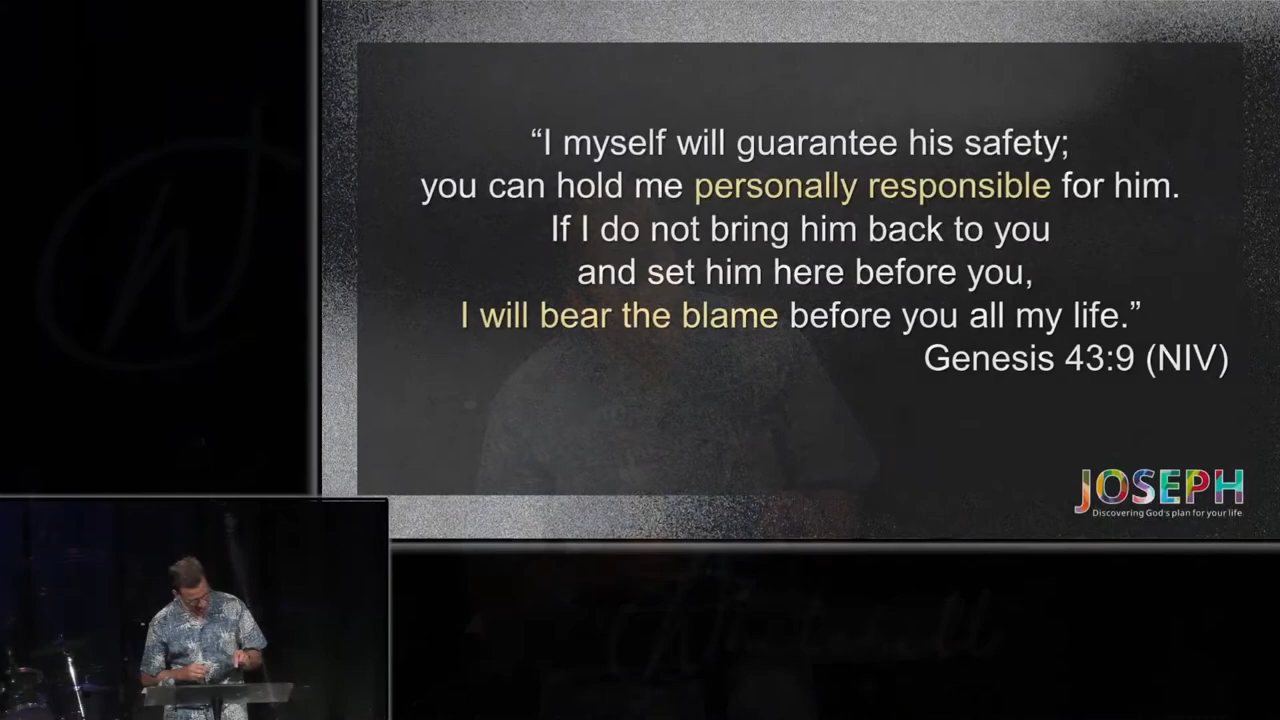 “I myself will guarantee his safety;
you can hold me personally responsible for him.
If I do not bring him back to you
and set him here before you,
I will bear the blame before you all my life.”
Genesis 43:9 (NIV)
JOSEPH
Discovering God's plan for your life.